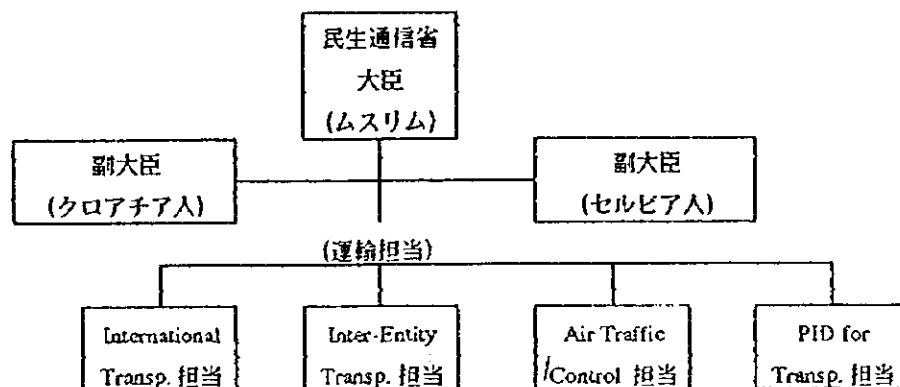 民生通信省
大臣
(ムスリム)
副大臣
(クロアチア人)
副大臣
(セルビア人)
(運輸担当)
International
Transp. 担当
Inter-Entity
Transp. 担当
Air Traffic
/Control 担当
PID for
Transp. 担当